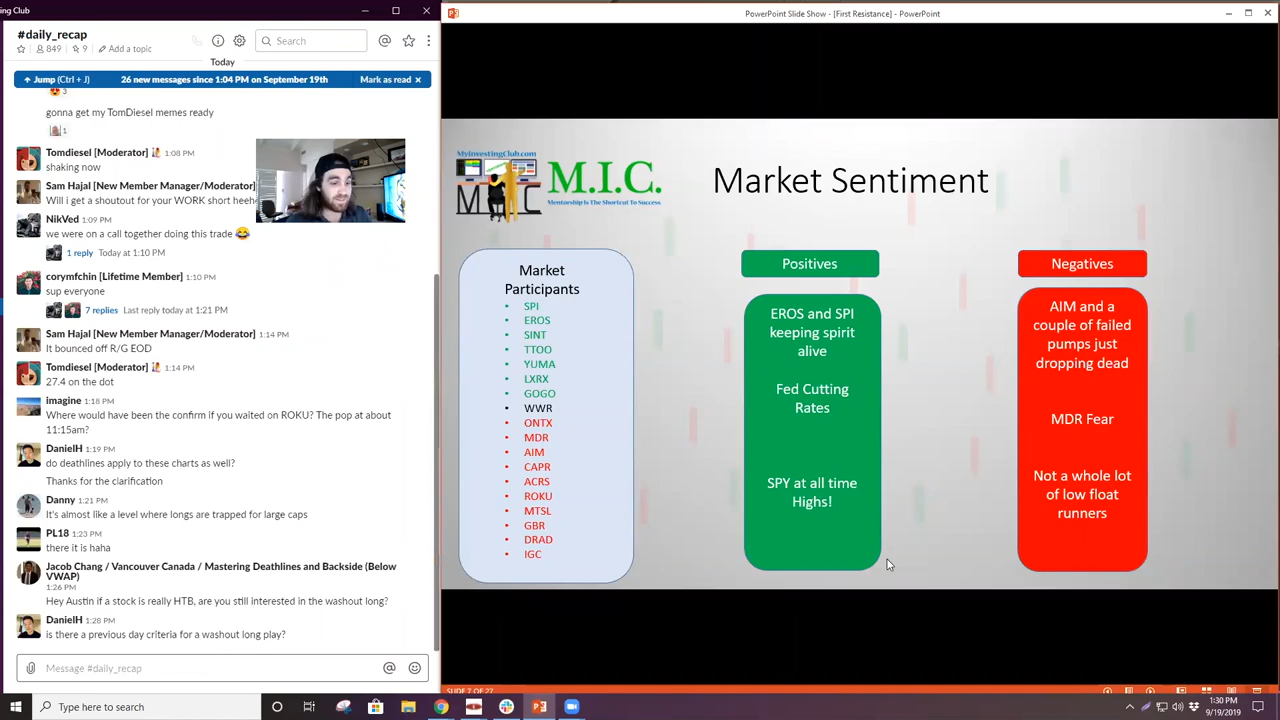 ng Club
#daily_recap
849
9
Add a topic
Search
Today
Jump (Ctrl + J)
26 new messages since 1:04 PM on September 19th
Mark as read ×
3
gonna get my TomDiesel memes ready
1
Tomdiesel [Moderator] 1:08 PM
shaking now
Sam Hajal [New Member Manager/Moderator]
Will i get a shoutout for your WORK short heeh
NikVed 1:09 PM
we were on a call together doing this trade
1 reply Today at 1:10 PM
corymfchin [Lifetime Member] 1:10 PM
sup everyone
7 replies Last reply today at 1:21 PM
Sam Hajal [New Member Manager/Moderator] 1:14 PM
It bounced off R/G EOD
Tomdiesel [Moderator] 1:14 PM
27.4 on the dot
imagine 1:18 PM
Where would have been the confirm if you waited on ROKU? The pop at about
11:15am?
DanielH 1:19 PM
do deathlines apply to these charts as well?
Thanks for the clarification
Danny 1:21 PM
It's almost like a level where longs are trapped for large caps
PL18 1:23 PM
there it is haha
Jacob Chang / Vancouver Canada / Mastering Deathlines and Backside (Below
VWAP)
1:26 PM
Hey Austin if a stock is really HTB, are you still interested in the washout long?
DanielH 1:28 PM
is there a previous day criteria for a washout long play?
Message #daily_recap
PowerPoint Slide Show - [First Resistance] - PowerPoint
MyInvestingClub.com
MIC
M.I.C.
Mentorship Is The Shortcut To Success
Market Sentiment
Market
Participants
• SPI
• EROS
• SINT
• TTOO
• YUMA
• LXRX
• GOGO
• WWR
• ONTX
• MDR
• AIM
• CAPR
• ACRS
• ROKU
• MTSL
• GBR
• DRAD
• IGC
Positives
EROS and SPI
keeping spirit
alive
Fed Cutting
Rates
SPY at all time
Highs!
Negatives
AIM and a
couple of failed
pumps just
dropping dead
MDR Fear
Not a whole lot
of low float
runners
SLIDE 7 OF 27
Type here to search
1:30 PM
9/19/2019